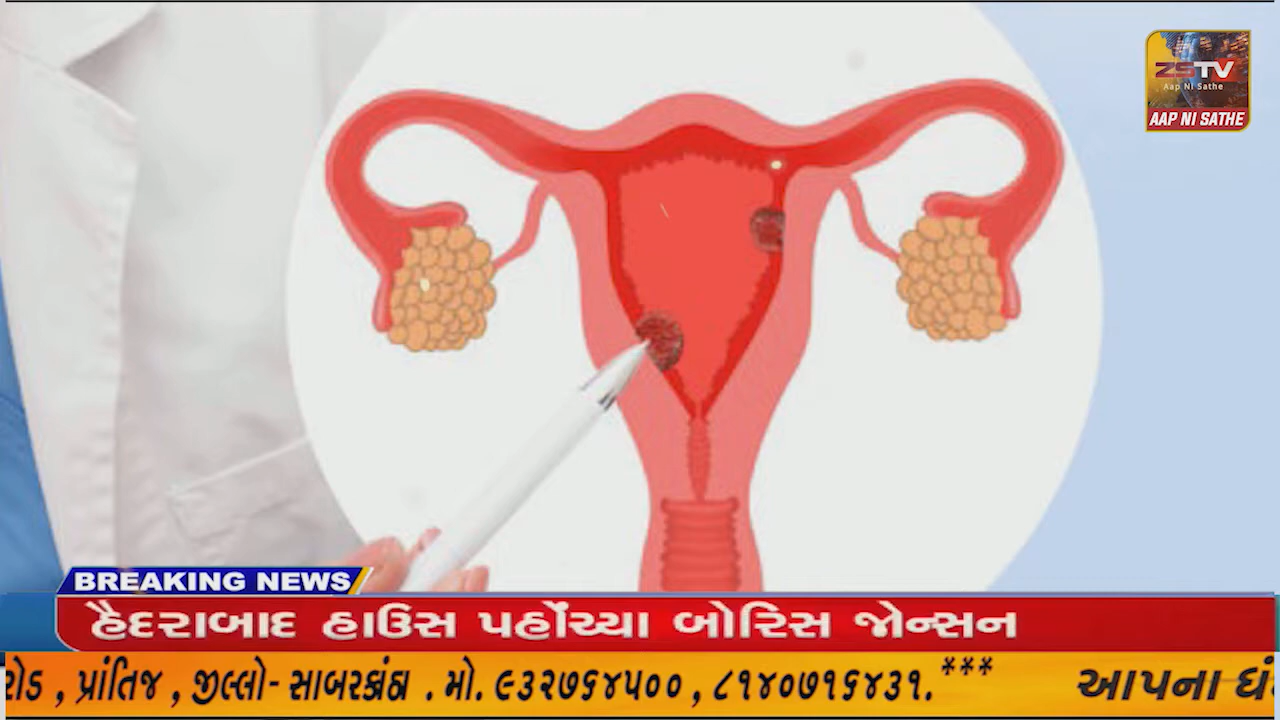 ZSTV
Aap Ni Sathe
AAP NI SATHE
BREAKING NEWS
હૈદરાબાદ હાઉસ પહોંચ્યા બોરિસ જોન્સન
રોડ , પ્રાંતિજ , જીલ્લો- સાબરકાંઠા . મો. ૯૩૨૭૬૪૫૦૦ , ૮૧૪૦૭૧૬૪૩૧. *** આપના ધં